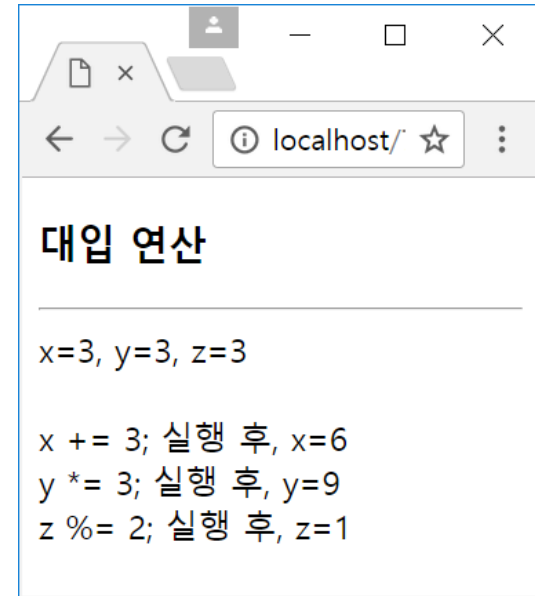 localhost/
대입 연산
x=3, y=3, z=3
x += 3; 실행 후, x=6
y *= 3; 실행 후, y=9
z %= 2; 실행 후, z=1